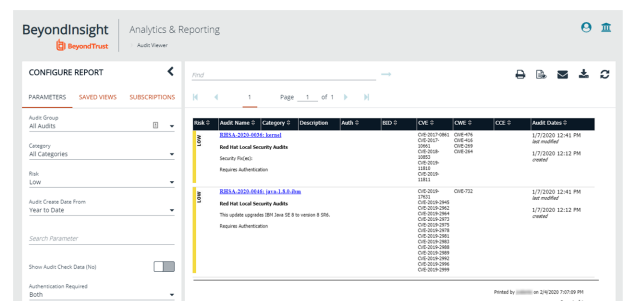 BeyondInsight
BeyondTrust
Analytics & Reporting
Audit Viewer
CONFIGURE REPORT
PARAMETERS SAVED VIEWS SUBSCRIPTIONS
Audit Group
All Audits
Category
All Categories
Risk
Low
Audit Create Date From
Year to Date
Search Parameter
Show Audit Check Data (No)
Authentication Required
Both
Find
1 Page 1 of 1
Risk Audit Name Category Description Auth BID CVE CWE CCE Audit Dates
LOW
RHSA-2020-0036: kernel
Red Hat Local Security Audits
Security Fix(es):
Requires Authentication
CVE-2017-0861
CVE-2017-
10661
CVE-2018-
10853
CVE-2019-
11810
CVE-2019-
11811
CWE-476
CWE-416
CWE-269
CWE-264
1/7/2020 12:41 PM
last modified
1/7/2020 12:12 PM
created
LOW
RHSA-2020-0046: java-1.8.0-ibm
Red Hat Local Security Audits
This update upgrades IBM Java SE 8 to version 8 SR6.
Requires Authentication
CVE-2019-
17631
CVE-2019-2945
CVE-2019-2962
CVE-2019-2964
CVE-2019-2973
CVE-2019-2975
CVE-2019-2978
CVE-2019-2981
CVE-2019-2983
CVE-2019-2988
CVE-2019-2989
CVE-2019-2992
CVE-2019-2996
CVE-2019-2999
CWE-732
1/7/2020 12:41 PM
last modified
1/7/2020 12:12 PM
created
Printed by on 2/4/2020 7:07:09 PM